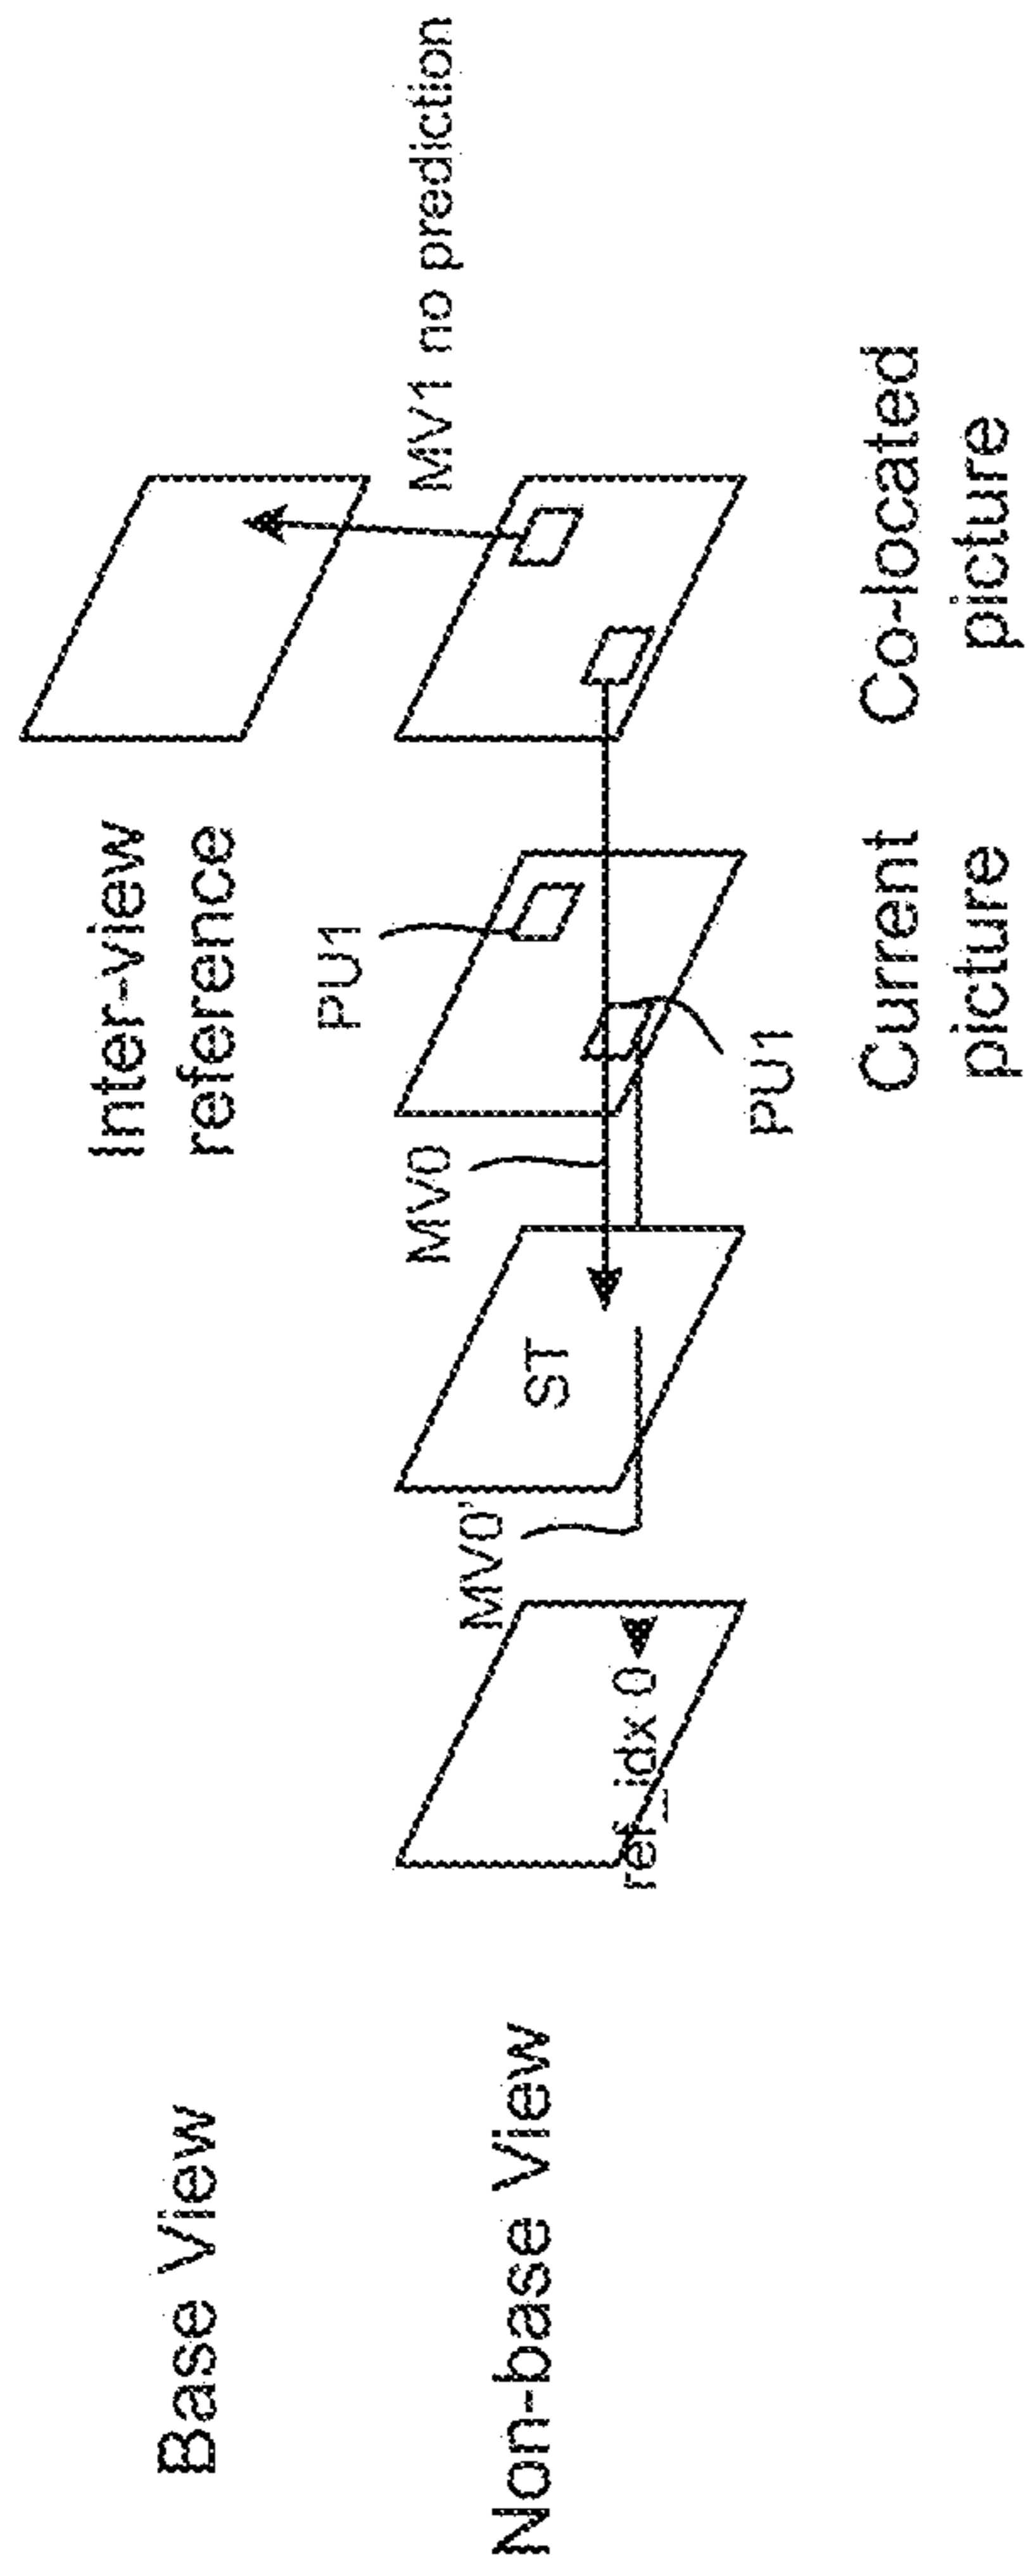 Base View
Inter-view
reference
MV1 no prediction
Non-base View
PU1
MV0
MV0'
ST
ref_idx 0
PU1
Current
picture
Co-located
picture